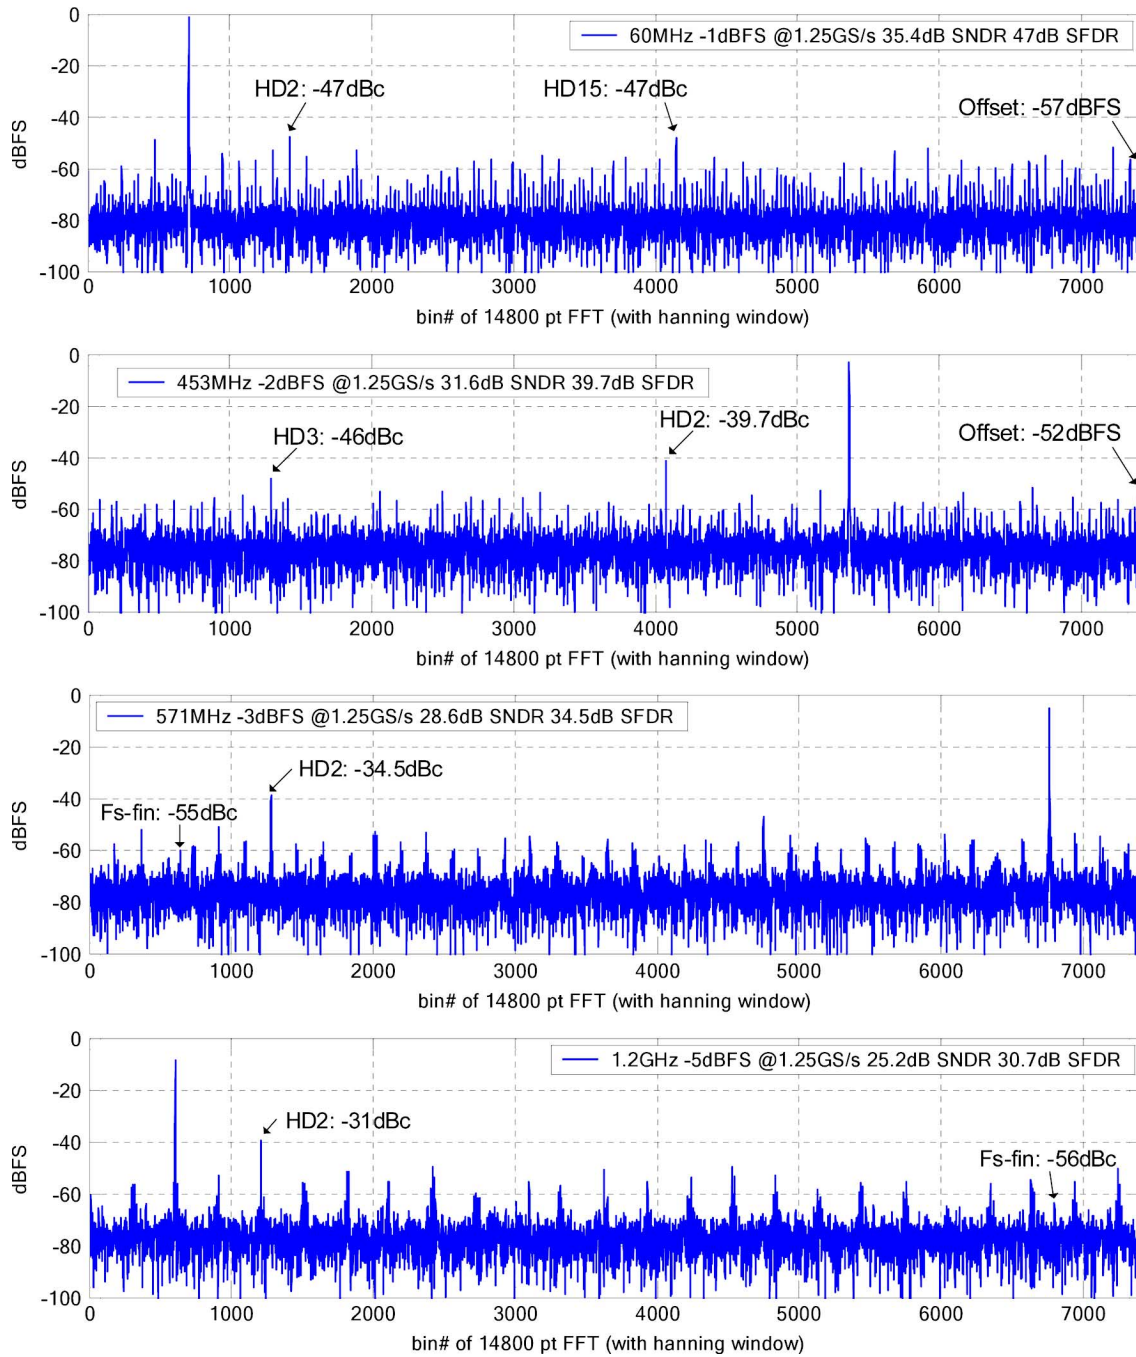 0
60MHz -1dBFS @1.25GS/s 35.4dB SNDR 47dB SFDR
-20
HD2: -47dBc
HD15: -47dBc
Offset: -57dBFS
dBFS
-40
-60
-80
-100
0 1000 2000 3000 4000 5000 6000 7000
bin# of 14800 pt FFT (with hanning window)
0
453MHz -2dBFS @1.25GS/s 31.6dB SNDR 39.7dB SFDR
-20
HD3: -46dBc
HD2: -39.7dBc
Offset: -52dBFS
dBFS
-40
-60
-80
-100
0 1000 2000 3000 4000 5000 6000 7000
bin# of 14800 pt FFT (with hanning window)
0
571MHz -3dBFS @1.25GS/s 28.6dB SNDR 34.5dB SFDR
-20
HD2: -34.5dBc
Fs-fin: -55dBc
dBFS
-40
-60
-80
-100
0 1000 2000 3000 4000 5000 6000 7000
bin# of 14800 pt FFT (with hanning window)
0
1.2GHz -5dBFS @1.25GS/s 25.2dB SNDR 30.7dB SFDR
-20
HD2: -31dBc
Fs-fin: -56dBc
dBFS
-40
-60
-80
-100
0 1000 2000 3000 4000 5000 6000 7000
bin# of 14800 pt FFT (with hanning window)